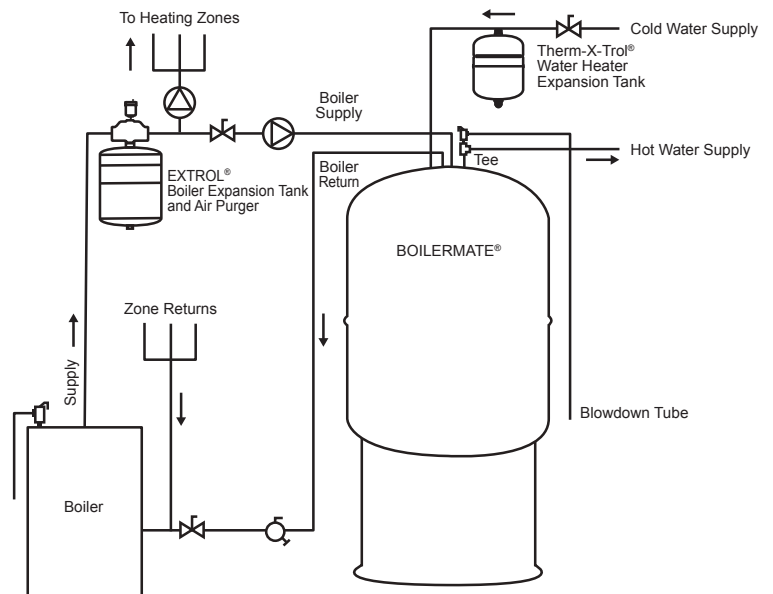 To Heating Zones
Cold Water Supply
Therm-X-Trol®
Water Heater
Expansion Tank
Boiler
Supply
Hot Water Supply
Boiler
Return
Tee
EXTROL®
Boiler Expansion Tank
and Air Purger
BOILERMATE®
Zone Returns
Supply
Blowdown Tube
Boiler